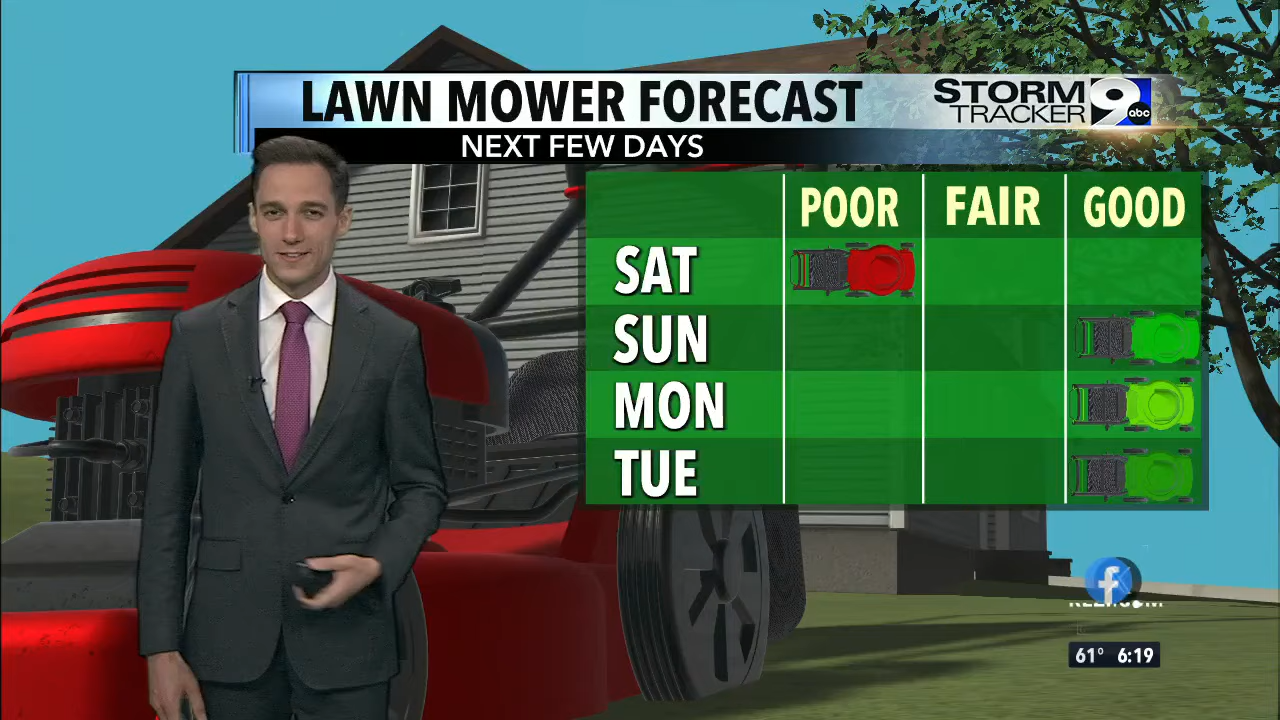 LAWN MOWER FORECAST
NEXT FEW DAYS
STORM
TRACKER 9 abc
POOR FAIR GOOD
SAT
SUN
MON
TUE
61° 6:19